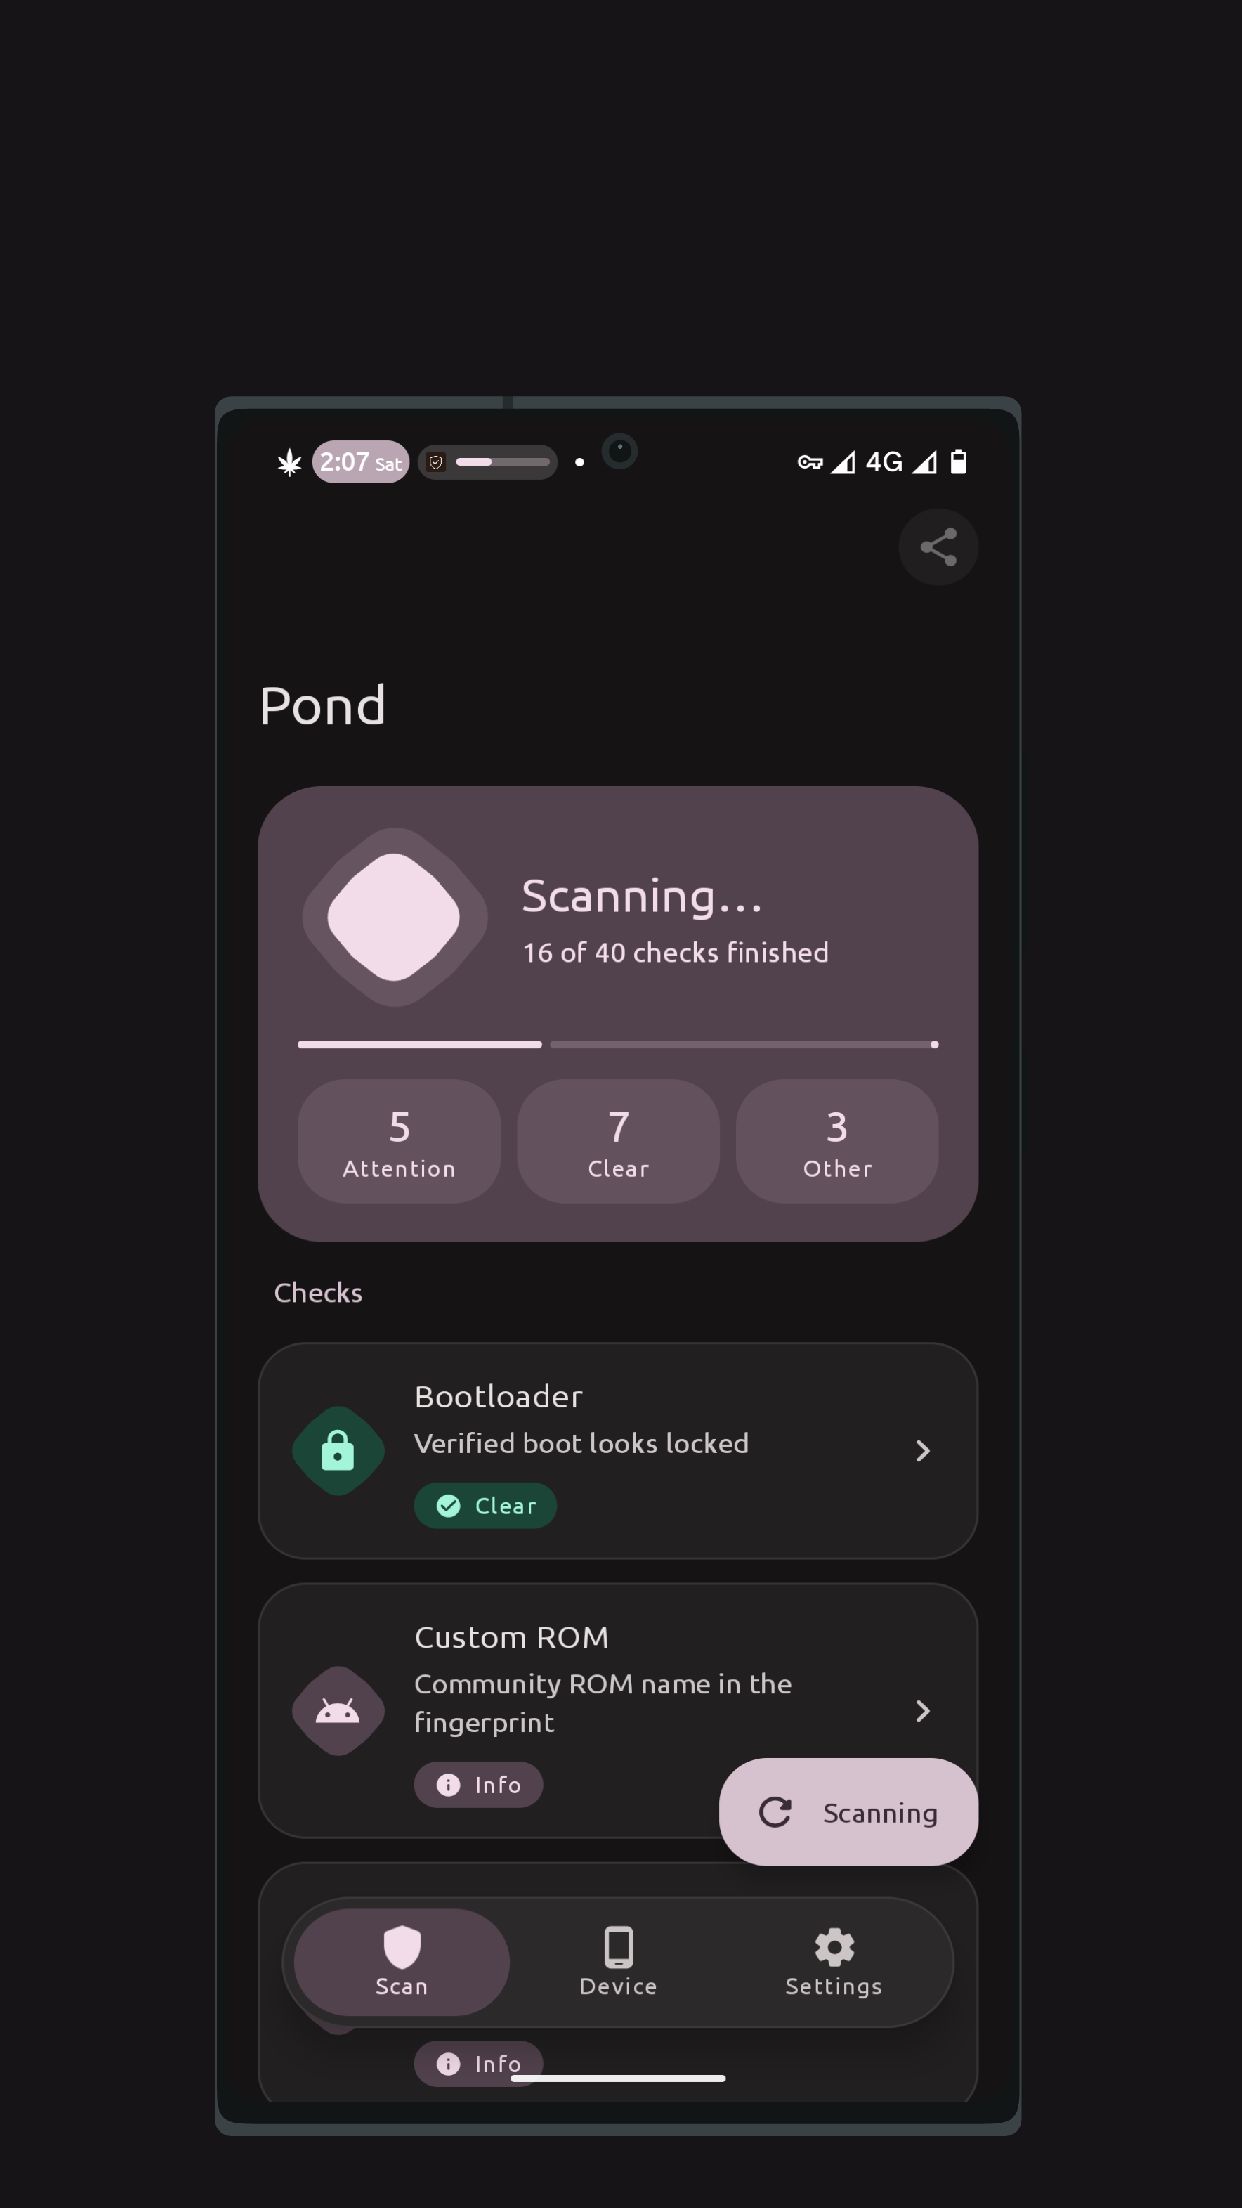 2:07 Sat
4G
Pond
Scanning...
16 of 40 checks finished
5
Attention
7
Clear
3
Other
Checks
Bootloader
Verified boot looks locked
Clear
Custom ROM
Community ROM name in the
fingerprint
Info
Scanning
Scan
Device
Settings
Info